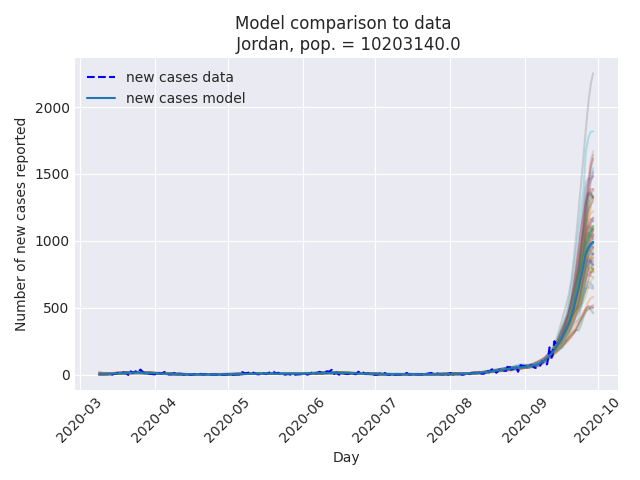 Model comparison to data
Jordan, pop. = 10203140.0
new cases data
new cases model
Number of new cases reported
2000
1500
1000
500
0
2020-03
2020-04
2020-05
2020-06
2020-07
2020-08
2020-09
2020-10
Day